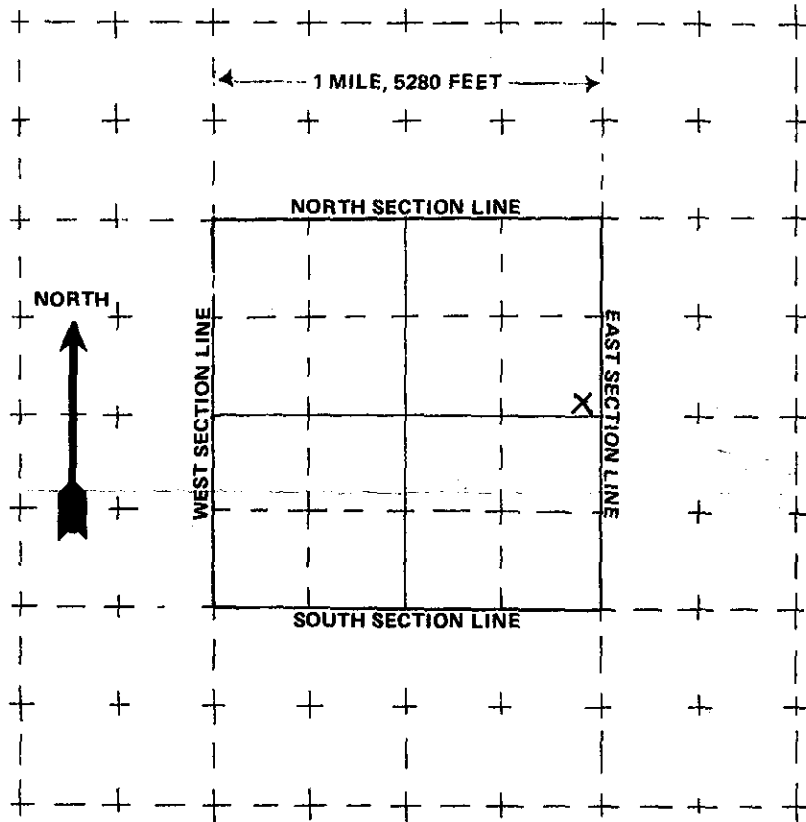 1 MILE, 5280 FEET
NORTH SECTION LINE
NORTH
WEST SECTION LINE
EAST SECTION LINE
X
SOUTH SECTION LINE